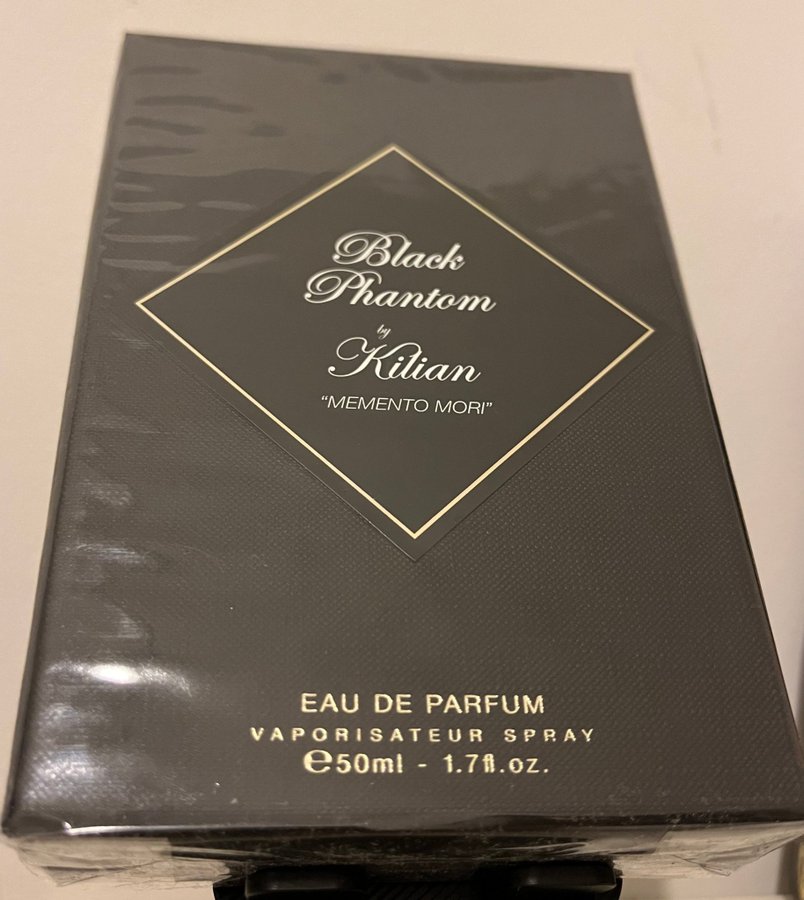 Black
Phantom
by
Kilian
“MEMENTO MORI”
EAU DE PARFUM
VAPORISATEUR SPRAY
℮50ml - 1.7fl.oz.